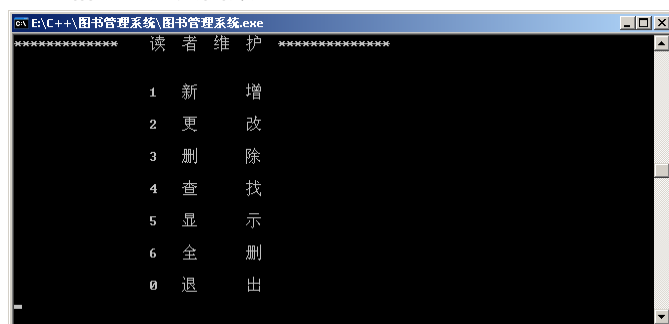 E:\C++\图书管理系统\图书管理系统.exe
************* 读 者 维 护 **************
1 新 增
2 更 改
3 删 除
4 查 找
5 显 示
6 全 删
0 退 出